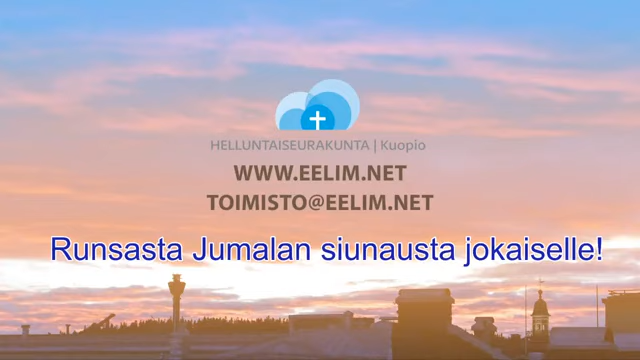 HELLUNTAISEURAKUNTA | Kuopio
WWW.EELIM.NET
TOIMISTO@EELIM.NET
Runsasta Jumalan siunausta jokaiselle!